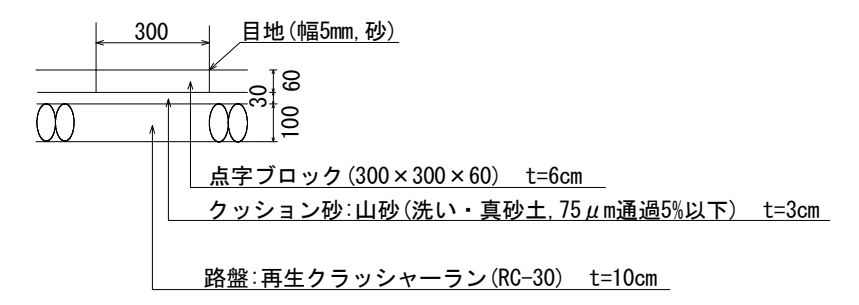 300
目地(幅5mm,砂)
60
30
100
点字ブロック(300×300×60) t=6cm
クッション砂:山砂(洗い・真砂土,75μm通過5%以下) t=3cm
路盤:再生クラッシャーラン(RC-30) t=10cm